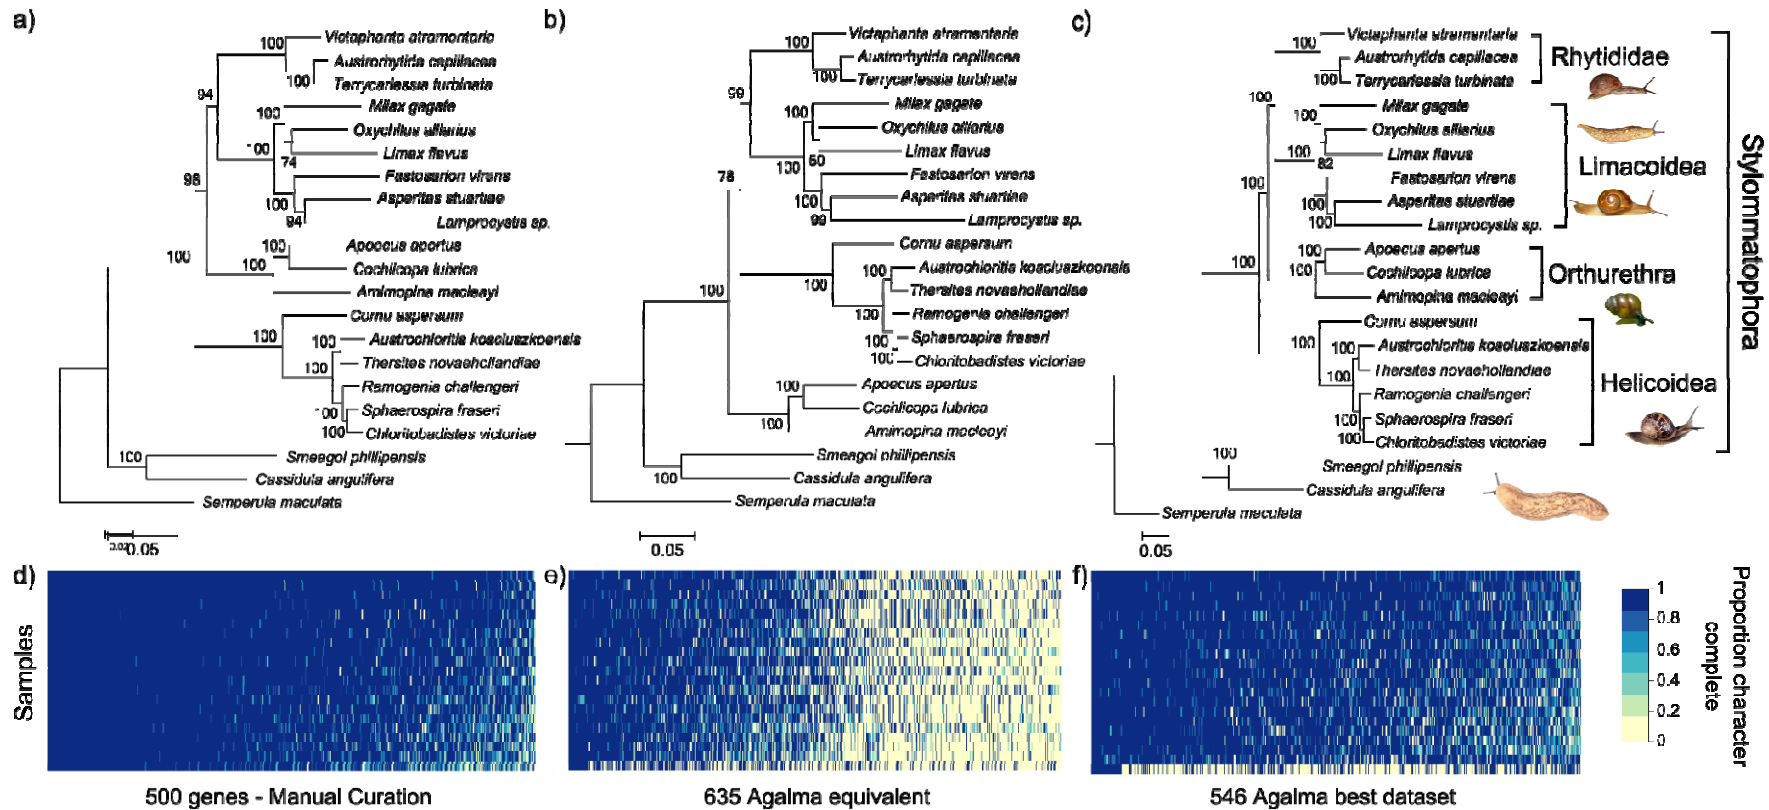 a)
100
Victaphanta atramentaria
Austrorhytida capillacea
100
Terrycarlessia turbinata
94
100
Milax gagate
Oxychilus alliarius
100
74
Limax flavus
98
Fastosarion virens
Asperitas stuartiae
100
94
Lamprocystis sp.
100
Apoecus apertus
100
100
Cochlicopa lubrica
Amimopina macleayi
Cornu aspersum
100
100
Austrochloritis kosciuszkoensis
100
Thersites novaehollandiae
Ramogenia challengeri
100
Sphaerospira fraseri
100
Chloritobadistes victoriae
100
Smeagol phillipensis
Cassidula angulifera
Semperula maculata
0.05
b)
100
Victaphanta atramentaria
Austrorhytida capillacea
100
Terrycarlessia turbinata
99
100
Milax gagate
Oxychilus alliarius
60
Limax flavus
100
78
Fastosarion virens
100
Asperitas stuartiae
99
Lamprocystis sp.
Cornu aspersum
100
100
Austrochloritis kosciuszkoensis
100
Thersites novaehollandiae
100
Ramogenia challengeri
100
Sphaerospira fraseri
100
Chloritobadistes victoriae
100
Apoecus apertus
Cochlicopa lubrica
100
Amimopina macleayi
Smeagol phillipensis
100
Cassidula angulifera
Semperula maculata
0.05
c)
100
Victaphanta atramentaria
Austrorhytida capillacea
100
Terrycarlessia turbinata
Rhytididae
100
100
Milax gagate
Oxychilus alliarius
100
82
Limax flavus
Limacoidea
100
Fastosarion virens
100
Asperitas stuartiae
100
Lamprocystis sp.
100
Apoecus apertus
100
Cochlicopa lubrica
Amimopina macleayi
Orthurethra
Cornu aspersum
100
100
Austrochloritis kosciuszkoensis
100
Thersites novaehollandiae
Ramogenia challengeri
Helicoidea
100
Sphaerospira fraseri
100
Chloritobadistes victoriae
Stylommatophora
100
Smeagol phillipensis
Cassidula angulifera
Semperula maculata
0.05
d)
Samples
500 genes - Manual Curation
e)
635 Agalma equivalent
f)
546 Agalma best dataset
1
0.8
0.6
0.4
0.2
0
Proportion character
complete